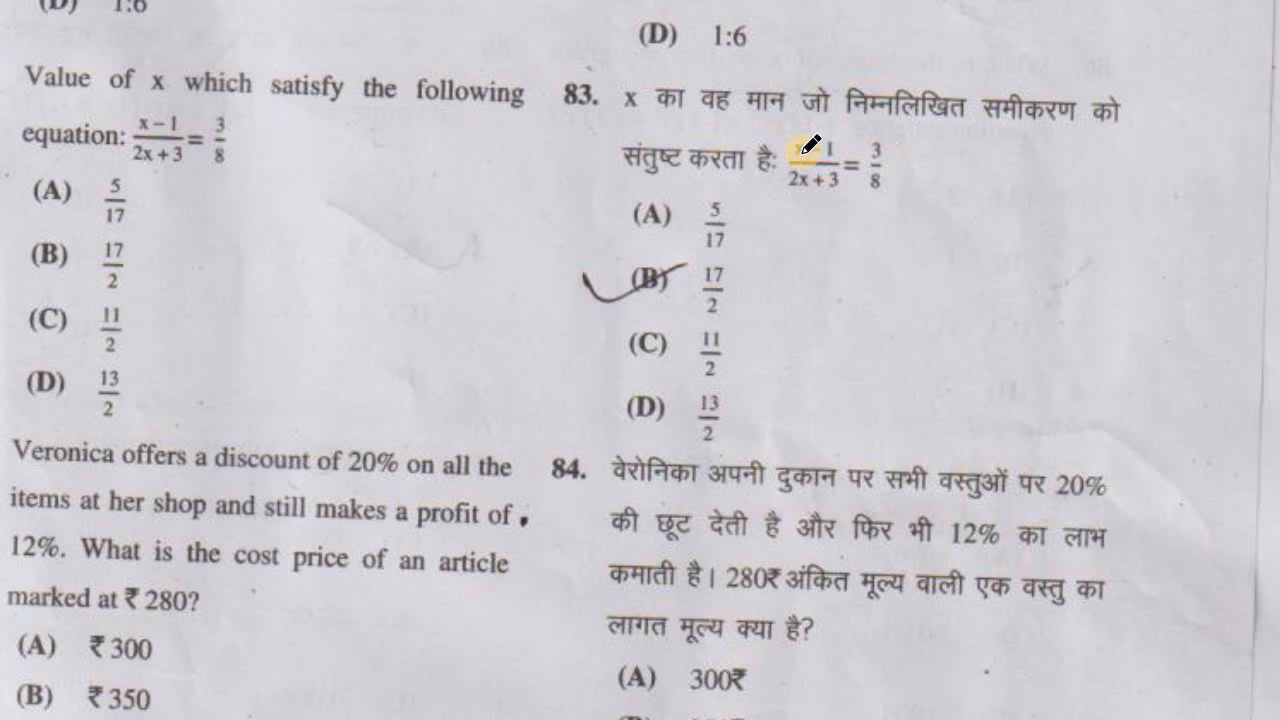 (D) 1:6
Value of x which satisfy the following
equation: x-1/2x+3 = 3/8
(A) 5/17
(B) 17/2
(C) 11/2
(D) 13/2
Veronica offers a discount of 20% on all the
items at her shop and still makes a profit of
12%. What is the cost price of an article
marked at ₹ 280?
(A) ₹ 300
(B) ₹ 350
(D) 1:6
83. x का वह मान जो निम्नलिखित समीकरण को
संतुष्ट करता है: x-1/2x+3 = 3/8
(A) 5/17
(B) 17/2
(C) 11/2
(D) 13/2
84. वेरोनिका अपनी दुकान पर सभी वस्तुओं पर 20%
की छूट देती है और फिर भी 12% का लाभ
कमाती है। 280₹ अंकित मूल्य वाली एक वस्तु का
लागत मूल्य क्या है?
(A) 300₹